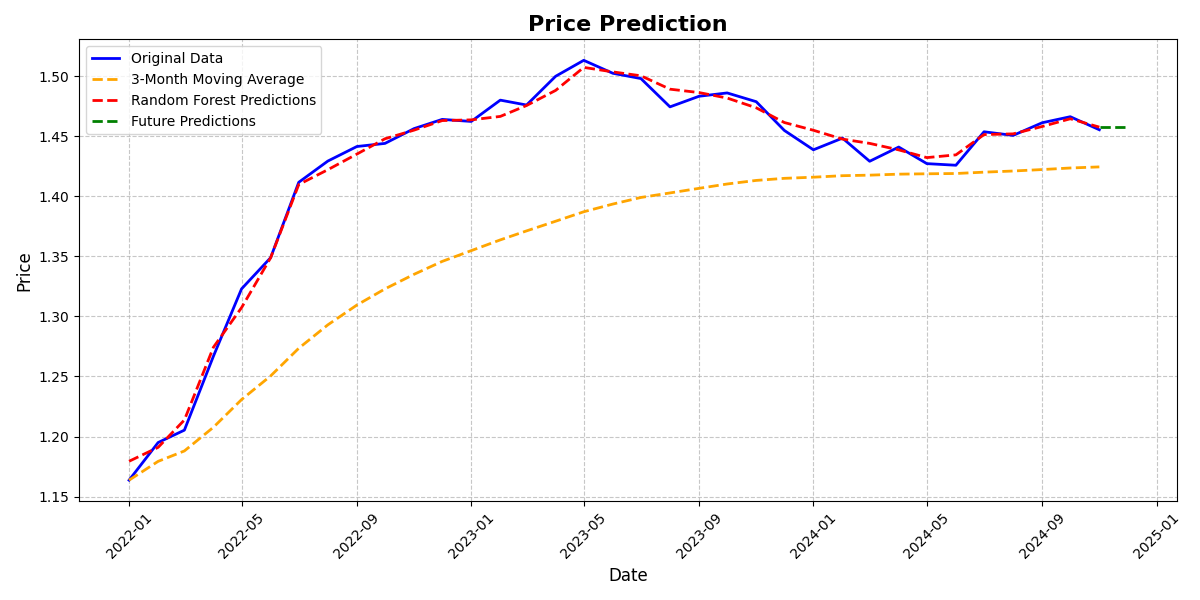 Price Prediction
Original Data
3-Month Moving Average
Random Forest Predictions
Future Predictions
Price
1.50
1.45
1.40
1.35
1.30
1.25
1.20
1.15
2022-01
2022-05
2022-09
2023-01
2023-05
2023-09
2024-01
2024-05
2024-09
2025-01
Date